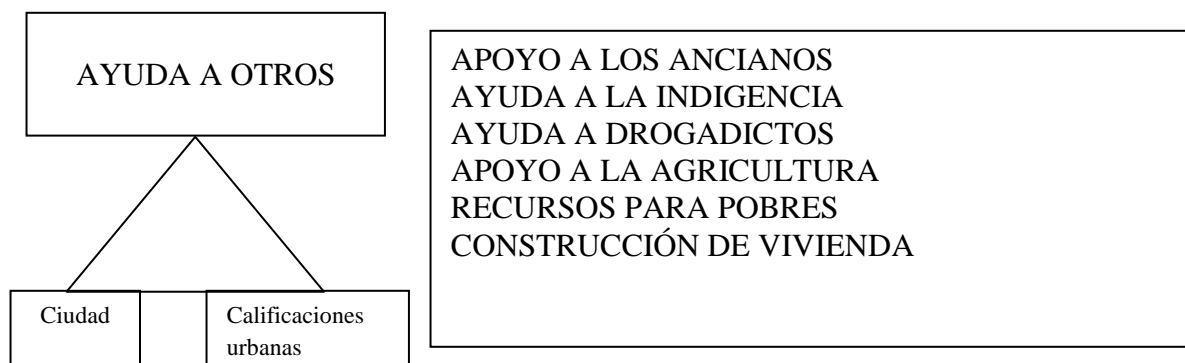 AYUDA A OTROS
Ciudad
Calificaciones
urbanas
APOYO A LOS ANCIANOS
AYUDA A LA INDIGENCIA
AYUDA A DROGADICTOS
APOYO A LA AGRICULTURA
RECURSOS PARA POBRES
CONSTRUCCIÓN DE VIVIENDA